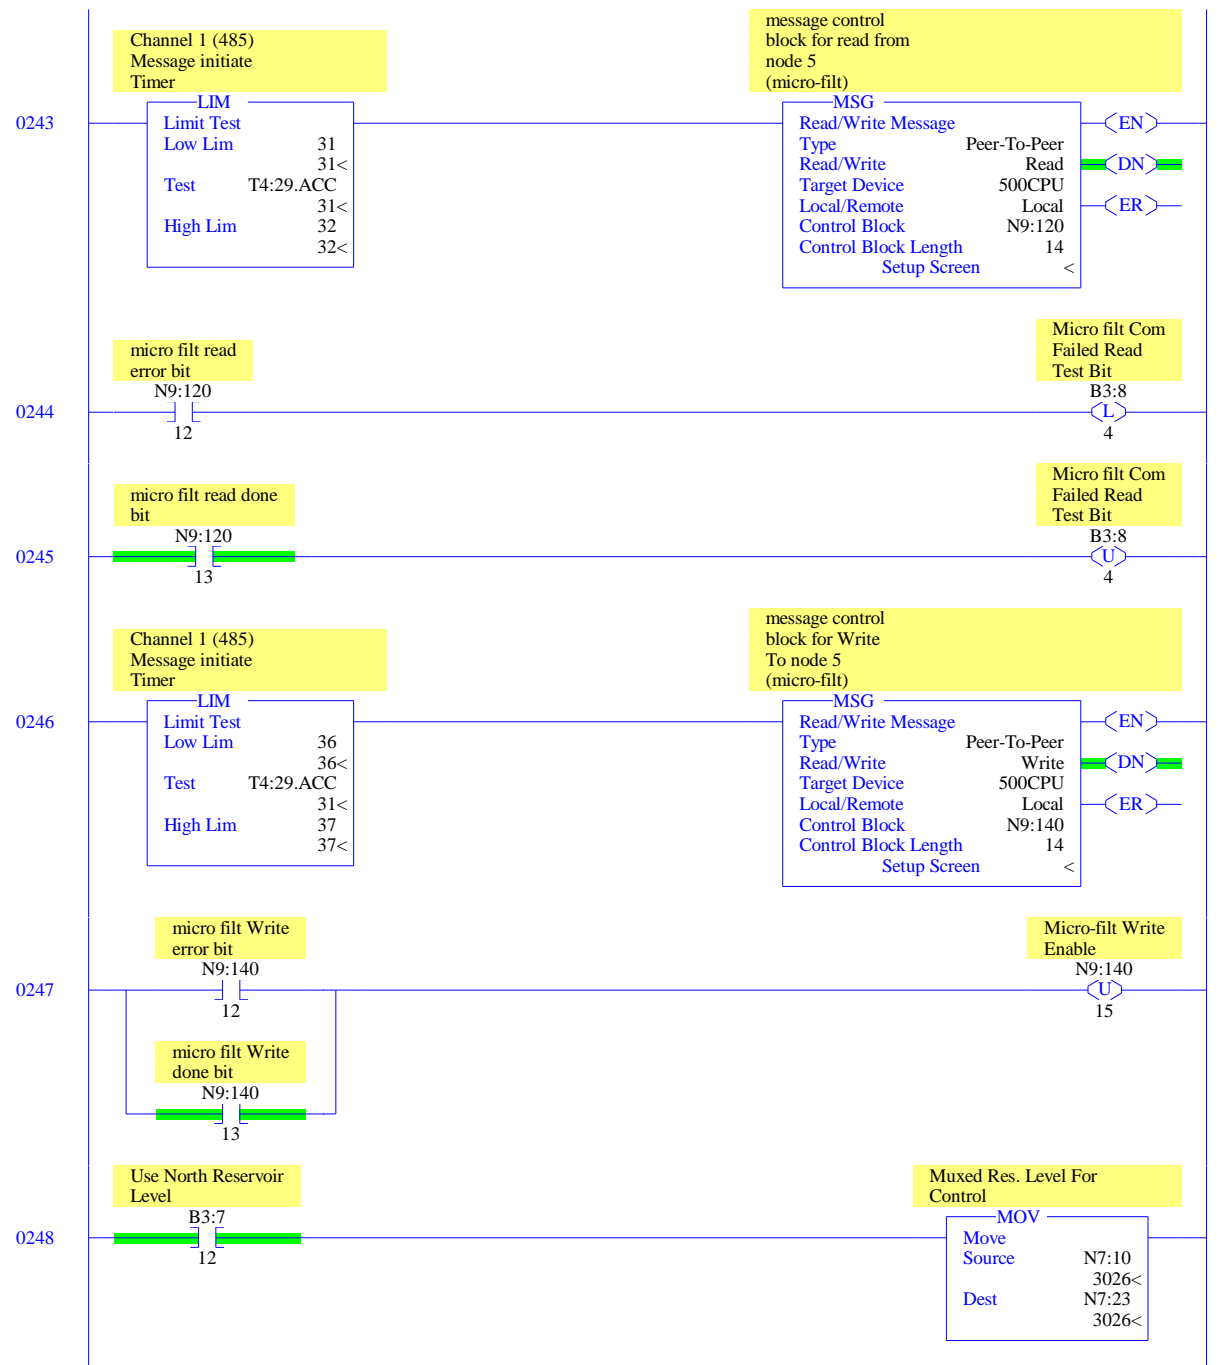 Channel 1 (485)
Message initiate
Timer
message control
block for read from
node 5
(micro-filt)
0243
LIM
Limit Test
Low Lim 31
31<
Test T4:29.ACC
31<
High Lim 32
32<
MSG
Read/Write Message
Type Peer-To-Peer
Read/Write Read
Target Device 500CPU
Local/Remote Local
Control Block N9:120
Control Block Length 14
Setup Screen <
EN
DN
ER
micro filt read
error bit
N9:120
12
Micro filt Com
Failed Read
Test Bit
B3:8
L
4
0244
micro filt read done
bit
N9:120
13
Micro filt Com
Failed Read
Test Bit
B3:8
U
4
0245
Channel 1 (485)
Message initiate
Timer
message control
block for Write
To node 5
(micro-filt)
0246
LIM
Limit Test
Low Lim 36
36<
Test T4:29.ACC
31<
High Lim 37
37<
MSG
Read/Write Message
Type Peer-To-Peer
Read/Write Write
Target Device 500CPU
Local/Remote Local
Control Block N9:140
Control Block Length 14
Setup Screen <
EN
DN
ER
micro filt Write
error bit
N9:140
12
Micro-filt Write
Enable
N9:140
U
15
0247
micro filt Write
done bit
N9:140
13
Use North Reservoir
Level
B3:7
12
Muxed Res. Level For
Control
0248
MOV
Move
Source N7:10
3026<
Dest N7:23
3026<